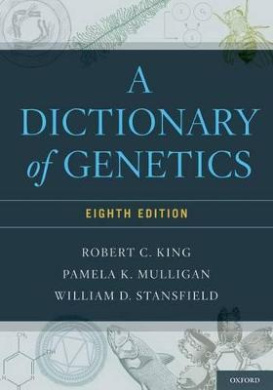 A
DICTIONARY
of GENETICS
EIGHTH EDITION
ROBERT C. KING
PAMELA K. MULLIGAN
WILLIAM D. STANSFIELD
OXFORD